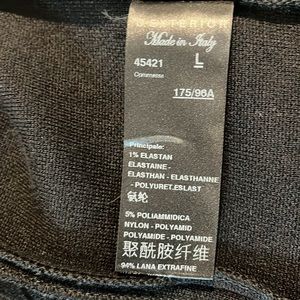 Made in Italy
45421 L
Commessa
175/96A
Principale:
1% ELASTAN
ELASTAINE -
ELASTHAN - ELASTHANNE
- POLYURET.ESLAST
氨纶
5% POLIAMMIDICA
NYLON - POLYAMID
POLYAMIDE - POLYAMIDE
聚酰胺纤维
94% LANA EXTRAFINE